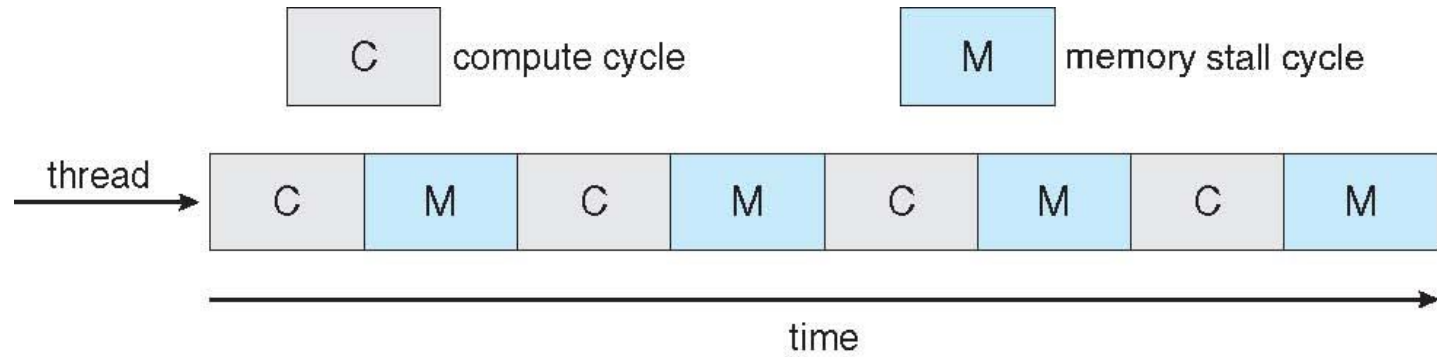 C compute cycle M memory stall cycle
thread
C M C M C M C M
time